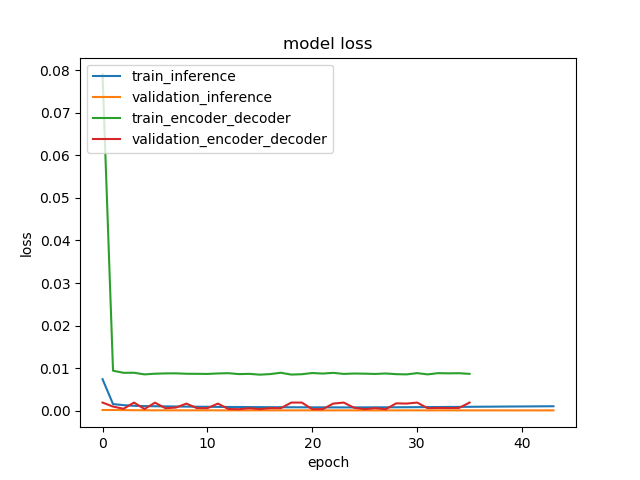 model loss
train_inference
validation_inference
train_encoder_decoder
validation_encoder_decoder
loss
0.08
0.07
0.06
0.05
0.04
0.03
0.02
0.01
0.00
0 10 20 30 40
epoch